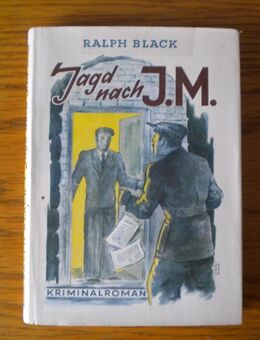 RALPH BLACK
Jagd
nach J.M.
KRIMINALROMAN